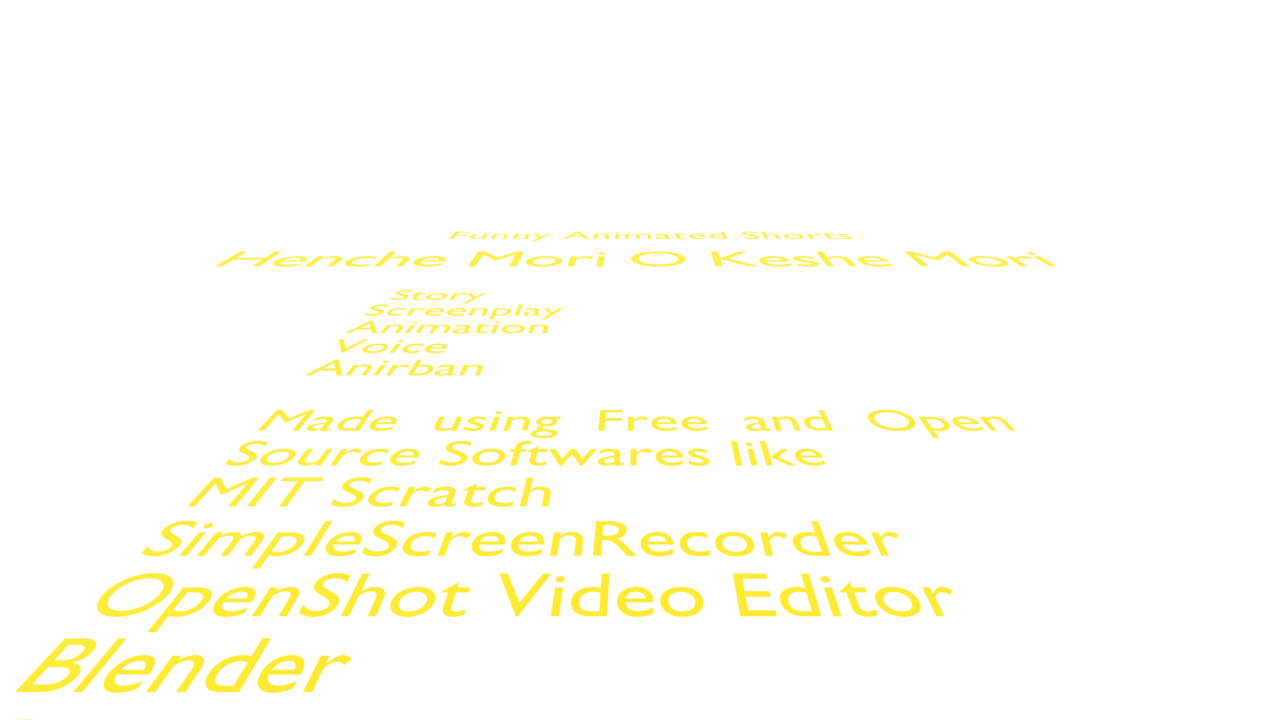 Funny Animated Shorts
Henche Mori O Keshe Mori
Story
Screenplay
Animation
Voice
Anirban
Made using Free and Open
Source Softwares like
MIT Scratch
SimpleScreenRecorder
OpenShot Video Editor
Blender